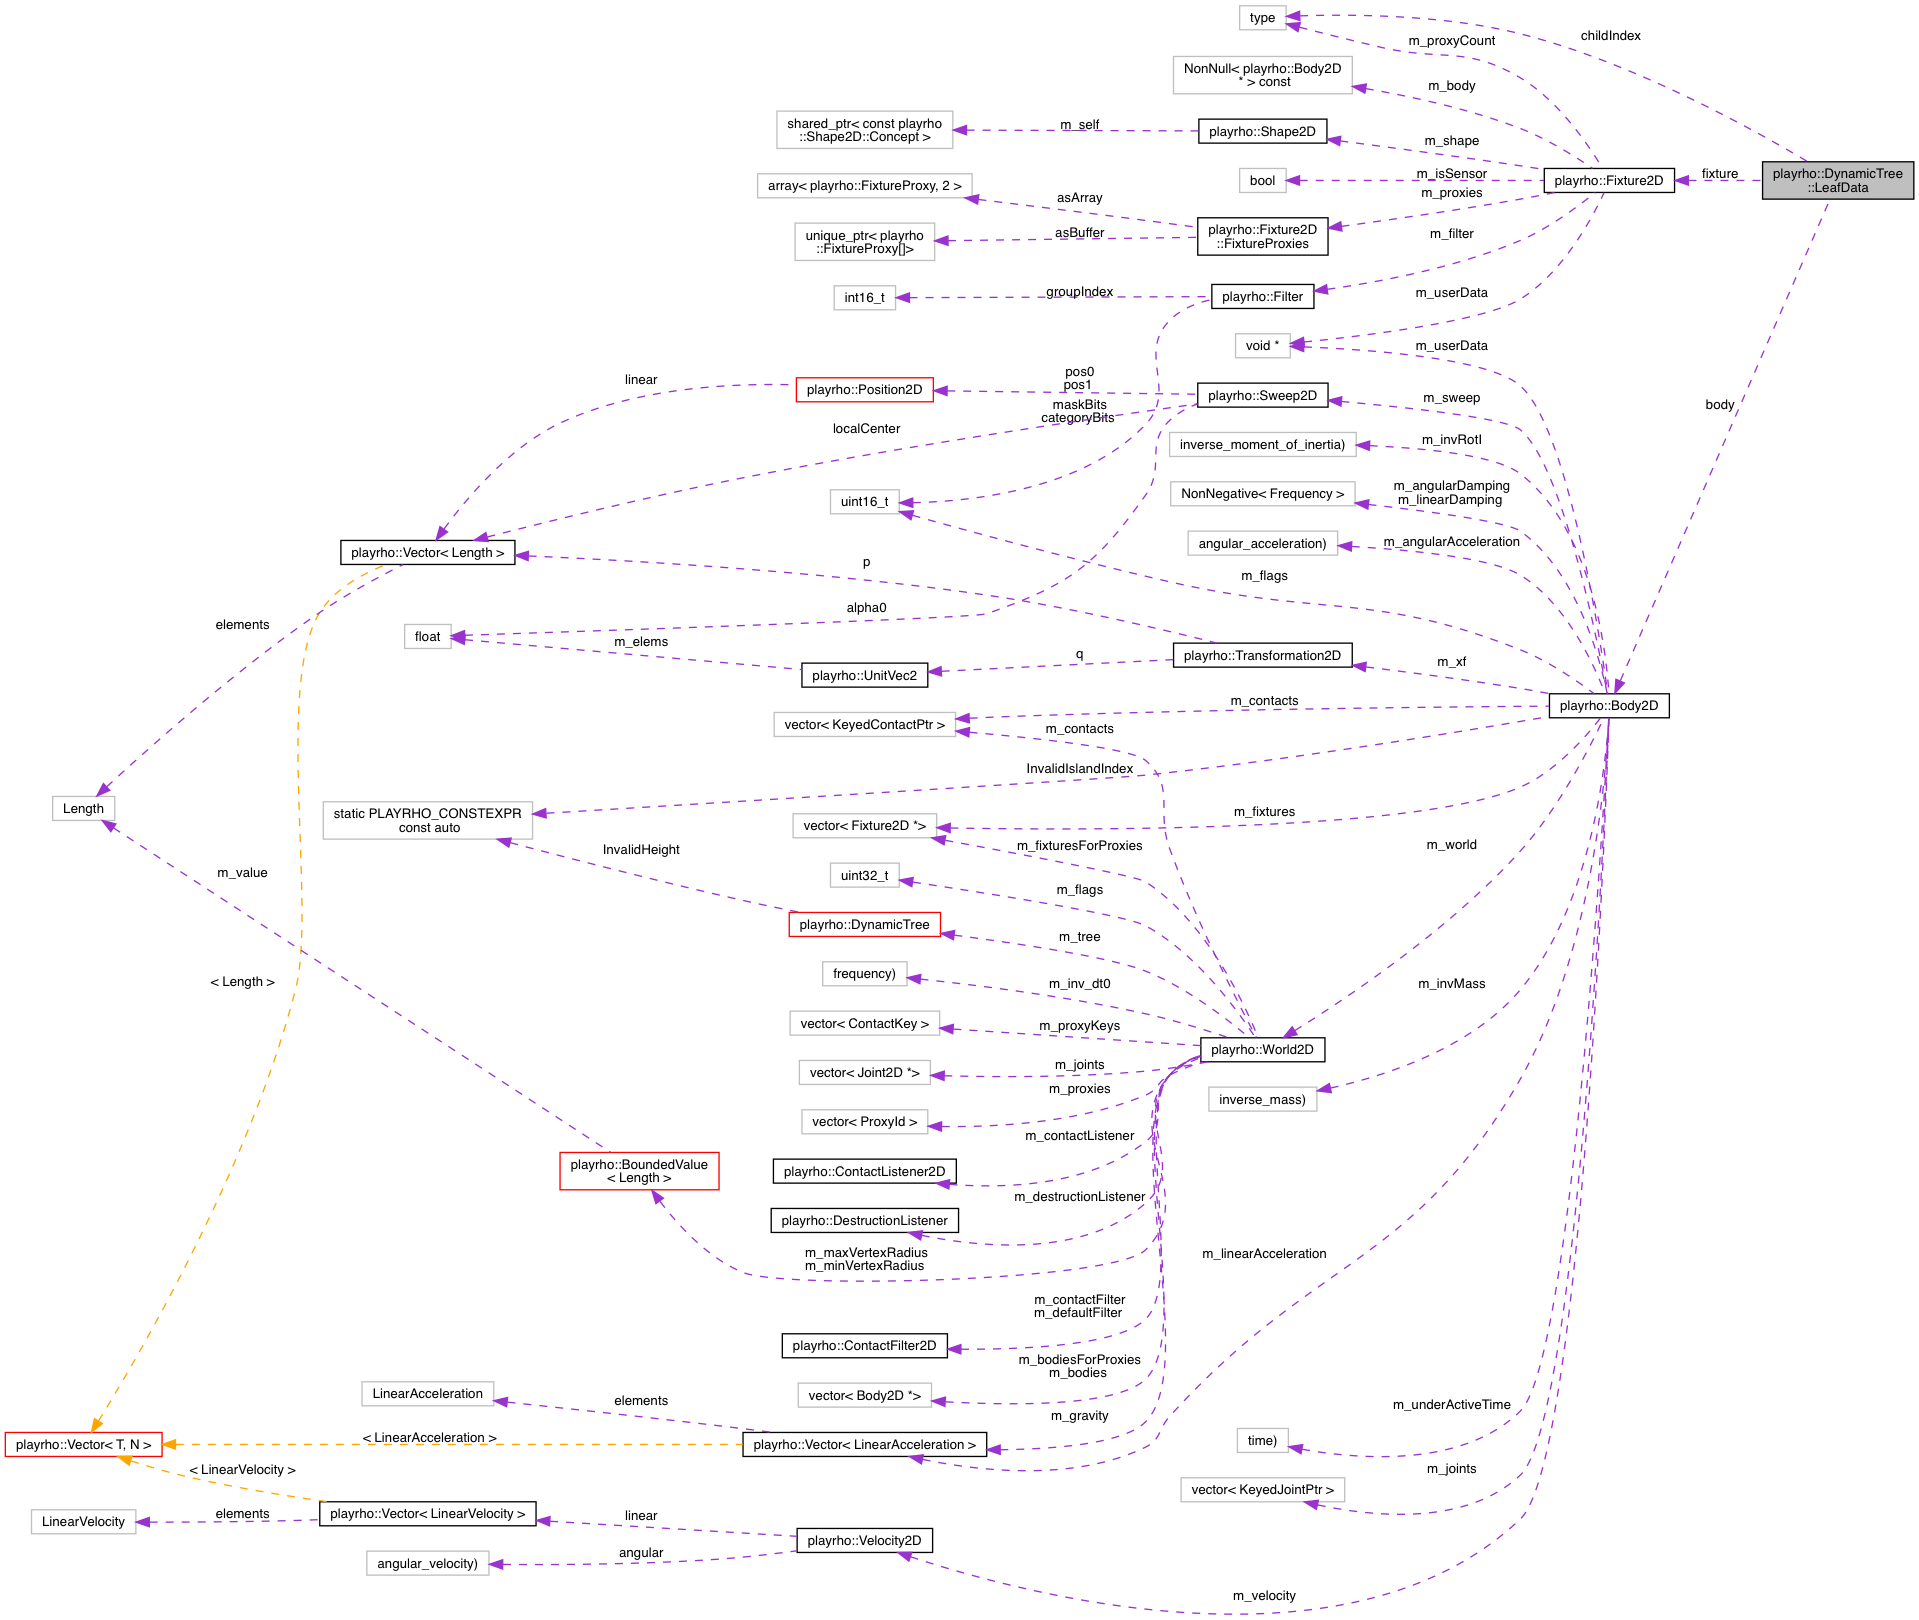 type
childIndex
m_proxyCount
NonNull< playrho::Body2D
* > const
m_body
shared_ptr< const playrho
::Shape2D::Concept >
m_self
playrho::Shape2D
m_shape
playrho::DynamicTree
::LeafData
fixture
playrho::Fixture2D
m_isSensor
bool
m_proxies
array< playrho::FixtureProxy, 2 >
asArray
playrho::Fixture2D
::FixtureProxies
asBuffer
unique_ptr< playrho
::FixtureProxy[]>
m_filter
int16_t
groupIndex
playrho::Filter
m_userData
void *
m_userData
linear
playrho::Position2D
pos0
pos1
playrho::Sweep2D
m_sweep
maskBits
categoryBits
body
localCenter
inverse_moment_of_inertia)
m_invRotI
uint16_t
NonNegative< Frequency >
m_angularDamping
m_linearDamping
angular_acceleration)
m_angularAcceleration
playrho::Vector< Length >
p
m_flags
elements
alpha0
float
m_elems
playrho::UnitVec2
q
playrho::Transformation2D
m_xf
playrho::Body2D
m_contacts
vector< KeyedContactPtr >
m_contacts
InvalidIslandIndex
Length
static PLAYRHO_CONSTEXPR
const auto
vector< Fixture2D *>
m_fixtures
m_fixturesForProxies
m_world
InvalidHeight
m_value
uint32_t
m_flags
playrho::DynamicTree
m_tree
frequency)
m_inv_dt0
m_invMass
< Length >
vector< ContactKey >
m_proxyKeys
playrho::World2D
vector< Joint2D *>
m_joints
m_proxies
inverse_mass)
vector< ProxyId >
m_contactListener
playrho::BoundedValue
< Length >
playrho::ContactListener2D
m_destructionListener
playrho::DestructionListener
m_maxVertexRadius
m_minVertexRadius
m_linearAcceleration
m_contactFilter
m_defaultFilter
playrho::ContactFilter2D
m_bodiesForProxies
m_bodies
vector< Body2D *>
LinearAcceleration
elements
m_gravity
m_underActiveTime
playrho::Vector< T, N >
< LinearAcceleration >
playrho::Vector< LinearAcceleration >
time)
< LinearVelocity >
m_joints
vector< KeyedJointPtr >
LinearVelocity
elements
playrho::Vector< LinearVelocity >
linear
playrho::Velocity2D
angular
angular_velocity)
m_velocity